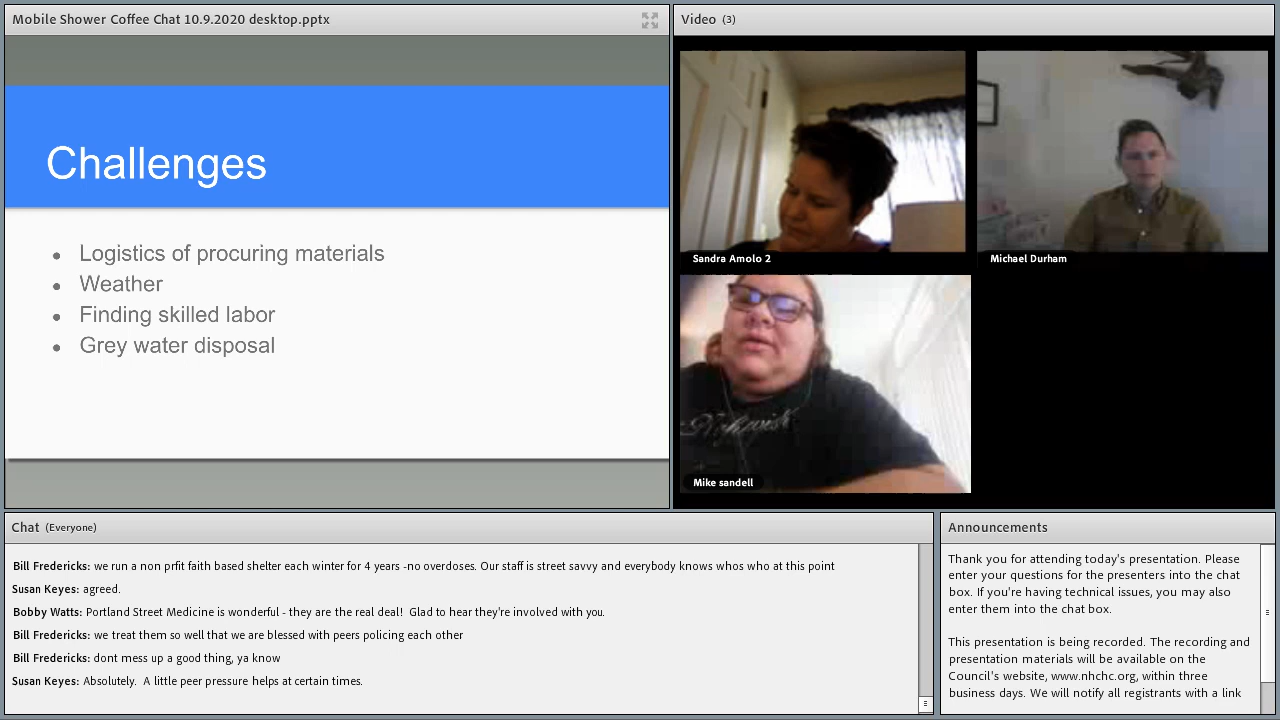 Mobile Shower Coffee Chat 10.9.2020 desktop.pptx
Challenges
Logistics of procuring materials
Weather
Finding skilled labor
Grey water disposal
Video (3)
Sandra Amolo 2
Michael Durham
Mike sandell
Chat (Everyone)
Bill Fredericks: we run a non prfit faith based shelter each winter for 4 years -no overdoses. Our staff is street savvy and everybody knows whos who at this point
Susan Keyes: agreed.
Bobby Watts: Portland Street Medicine is wonderful - they are the real deal! Glad to hear they're involved with you.
Bill Fredericks: we treat them so well that we are blessed with peers policing each other
Bill Fredericks: dont mess up a good thing, ya know
Susan Keyes: Absolutely. A little peer pressure helps at certain times.
Announcements
Thank you for attending today's presentation. Please
enter your questions for the presenters into the chat
box. If you're having technical issues, you may also
enter them into the chat box.
This presentation is being recorded. The recording and
presentation materials will be available on the
Council's website, www.nhchc.org, within three
business days. We will notify all registrants with a link